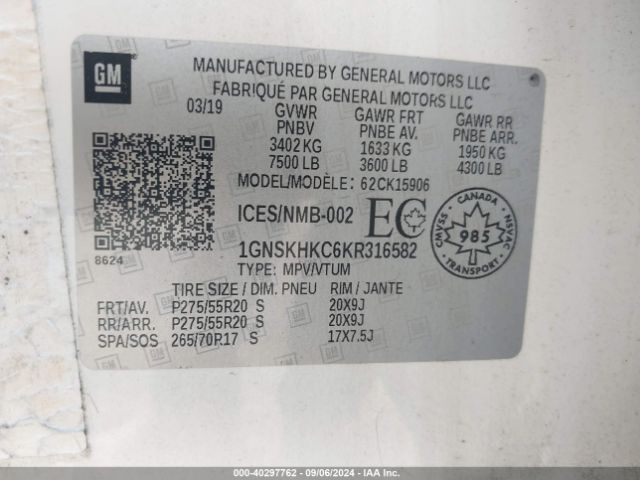 GM
MANUFACTURED BY GENERAL MOTORS LLC
FABRIQUÉ PAR GENERAL MOTORS LLC
03/19 GVWR GAWR FRT GAWR RR
PNBV PNBE AV. PNBE ARR.
3402 KG 1633 KG 1950 KG
7500 LB 3600 LB 4300 LB
MODEL/MODÈLE: 62CK15906
ICES/NMB-002 EC
CANADA
CMVSS 985 NSVAC
TRANSPORT
8624
1GNSKHKC6KR316582
TYPE: MPV/VTUM
TIRE SIZE / DIM. PNEU RIM / JANTE
FRT/AV. P275/55R20 S 20X9J
RR/ARR. P275/55R20 S 20X9J
SPA/SOS 265/70R17 S 17X7.5J
000-40297762 - 09/06/2024 - IAA Inc.